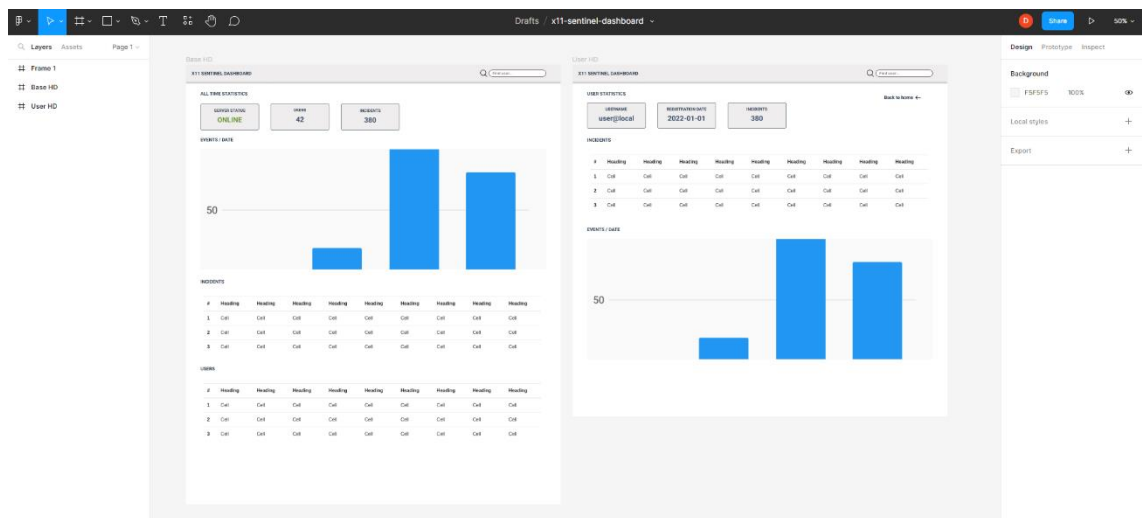 Drafts / x11-sentinel-dashboard
D
Share
50%
Layers Assets Page 1
Frame 1
Base HD
User HD
Base HD
X11 SENTINEL DASHBOARD
ALL TIME STATISTICS
SERVER STATUS
ONLINE
USERS
42
INCIDENTS
380
EVENTS / DATE
50
INCIDENTS
# Heading Heading Heading Heading Heading Heading Heading Heading Heading
1 Cell Cell Cell Cell Cell Cell Cell Cell Cell
2 Cell Cell Cell Cell Cell Cell Cell Cell Cell
3 Cell Cell Cell Cell Cell Cell Cell Cell Cell
USERS
# Heading Heading Heading Heading Heading Heading Heading Heading Heading
1 Cell Cell Cell Cell Cell Cell Cell Cell Cell
2 Cell Cell Cell Cell Cell Cell Cell Cell Cell
3 Cell Cell Cell Cell Cell Cell Cell Cell Cell
User HD
X11 SENTINEL DASHBOARD
USER STATISTICS
Back to home ←
USERNAME
user@local
REGISTRATION DATE
2022-01-01
INCIDENTS
380
INCIDENTS
# Heading Heading Heading Heading Heading Heading Heading Heading Heading
1 Cell Cell Cell Cell Cell Cell Cell Cell Cell
2 Cell Cell Cell Cell Cell Cell Cell Cell Cell
3 Cell Cell Cell Cell Cell Cell Cell Cell Cell
EVENTS / DATE
50
Design Prototype Inspect
Background
F5F5F5 100%
Local styles
Export